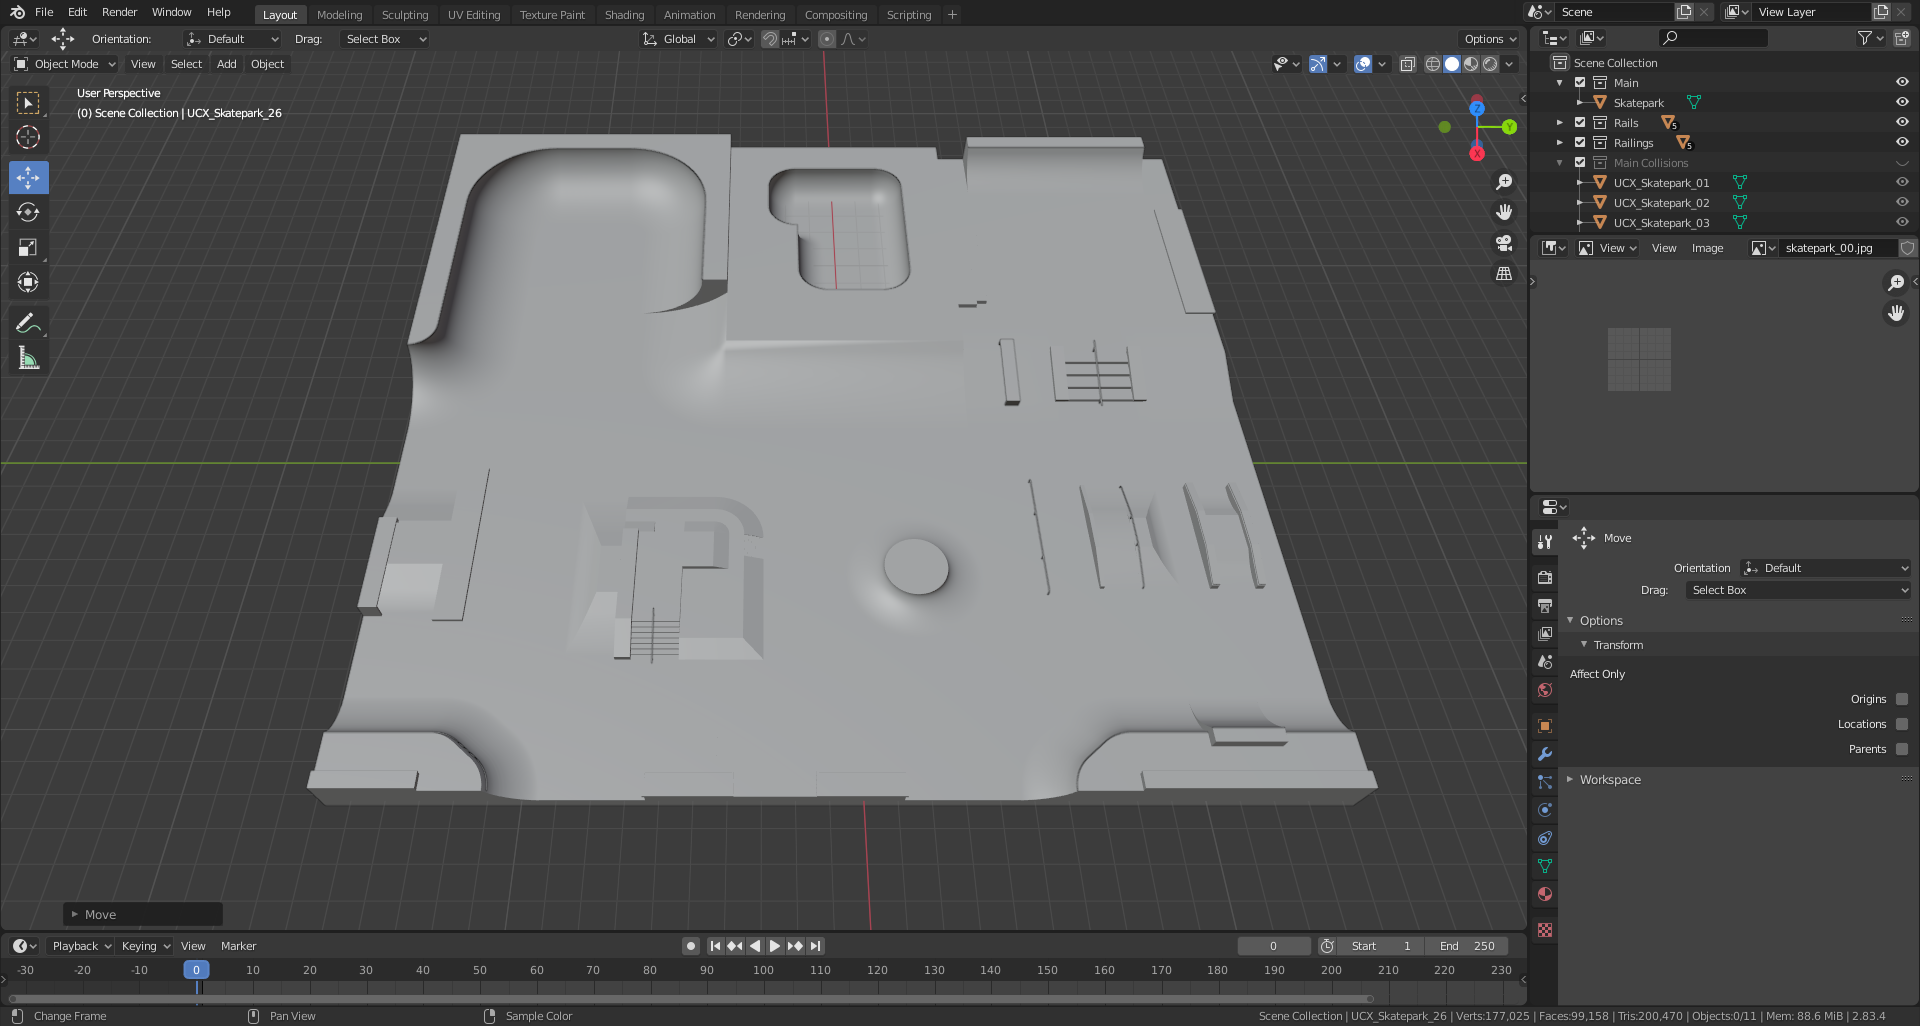 File Edit Render Window Help Layout Modeling Sculpting UV Editing Texture Paint Shading Animation Rendering Compositing Scripting + Scene View Layer
Orientation: Default Drag: Select Box Global Options
Object Mode View Select Add Object
User Perspective
(0) Scene Collection | UCX_Skatepark_26
Z
Y
X
Move
Playback Keying View Marker 0 Start 1 End 250
-30 -20 -10 0 10 20 30 40 50 60 70 80 90 100 110 120 130 140 150 160 170 180 190 200 210 220 230
Change Frame Pan View Sample Color Scene Collection | UCX_Skatepark_26 | Verts:177,025 | Faces:99,158 | Tris:200,470 | Objects:0/11 | Mem: 88.6 MiB | 2.83.4
Scene Collection
Main
Skatepark
Rails 5
Railings 5
Main Collisions
UCX_Skatepark_01
UCX_Skatepark_02
UCX_Skatepark_03
View View Image skatepark_00.jpg
Move
Orientation Default
Drag: Select Box
Options
Transform
Affect Only
Origins
Locations
Parents
Workspace